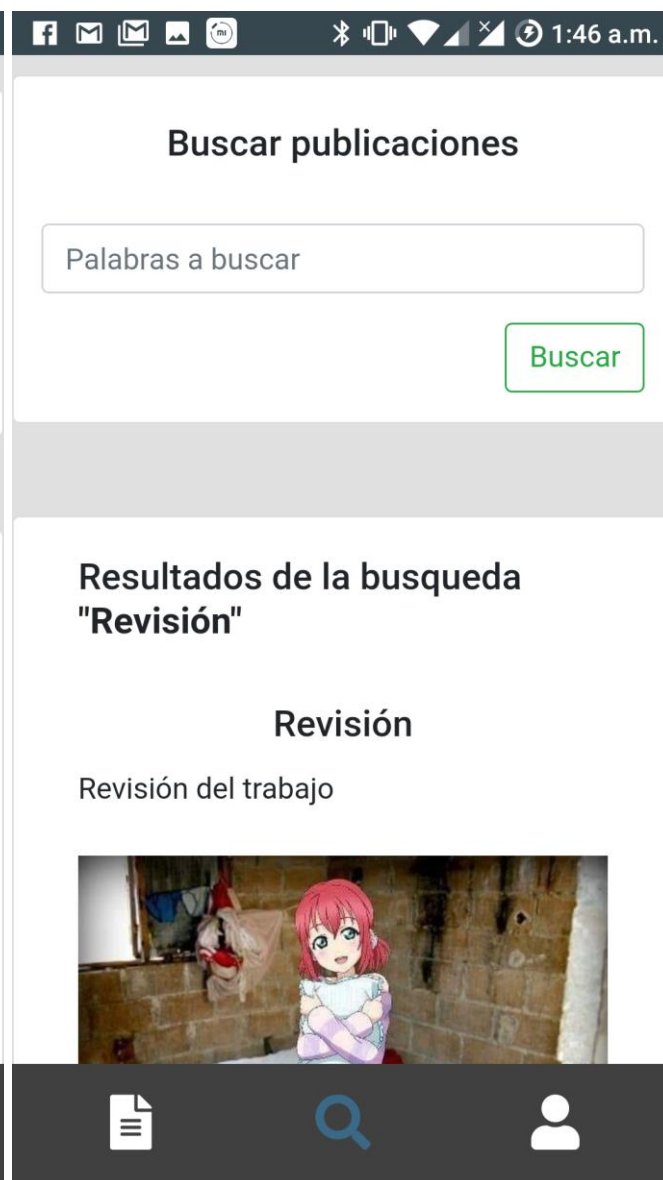 1:46 a.m.
Buscar publicaciones
Palabras a buscar
Buscar
Resultados de la busqueda
"Revisión"
Revisión
Revisión del trabajo